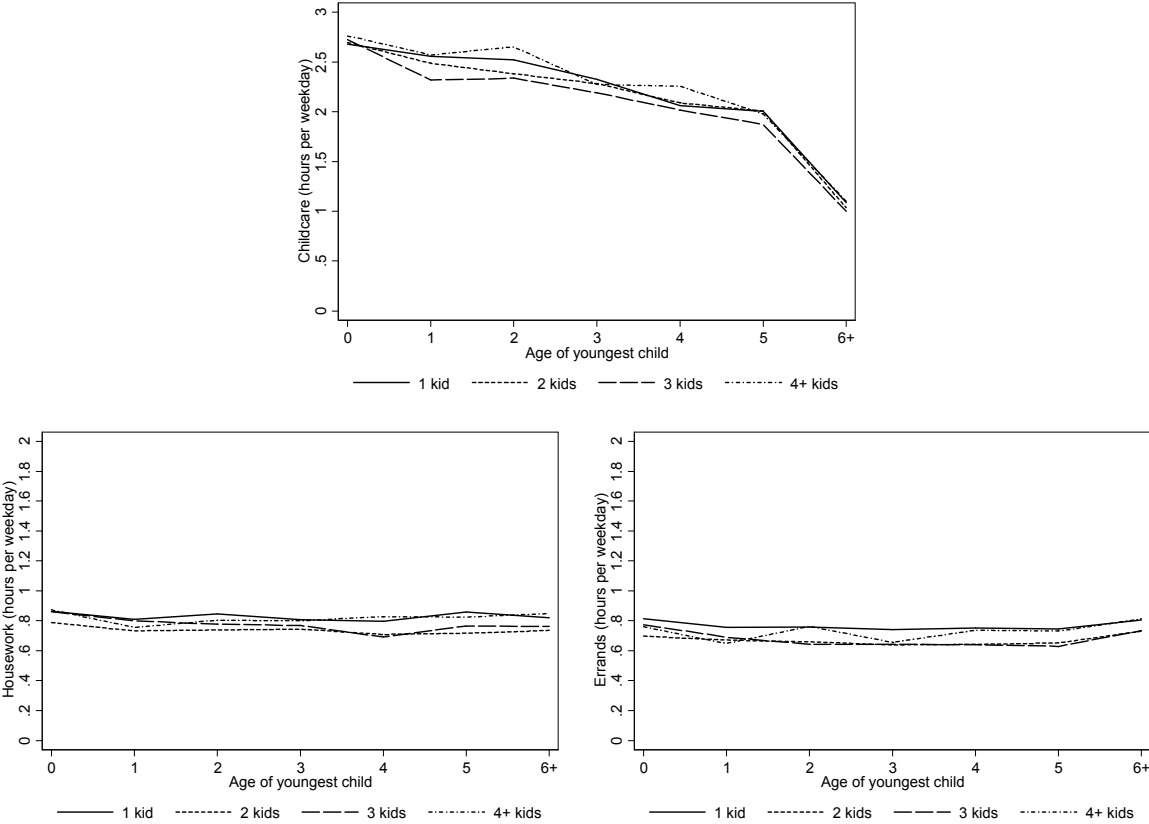 Childcare (hours per weekday)
3
2.5
2
1.5
1
.5
0
0 1 2 3 4 5 6+
Age of youngest child
1 kid 2 kids 3 kids 4+ kids
Housework (hours per weekday)
2
1.8
1.6
1.4
1.2
1
.8
.6
.4
.2
0
0 1 2 3 4 5 6+
Age of youngest child
1 kid 2 kids 3 kids 4+ kids
Errands (hours per weekday)
2
1.8
1.6
1.4
1.2
1
.8
.6
.4
.2
0
0 1 2 3 4 5 6+
Age of youngest child
1 kid 2 kids 3 kids 4+ kids